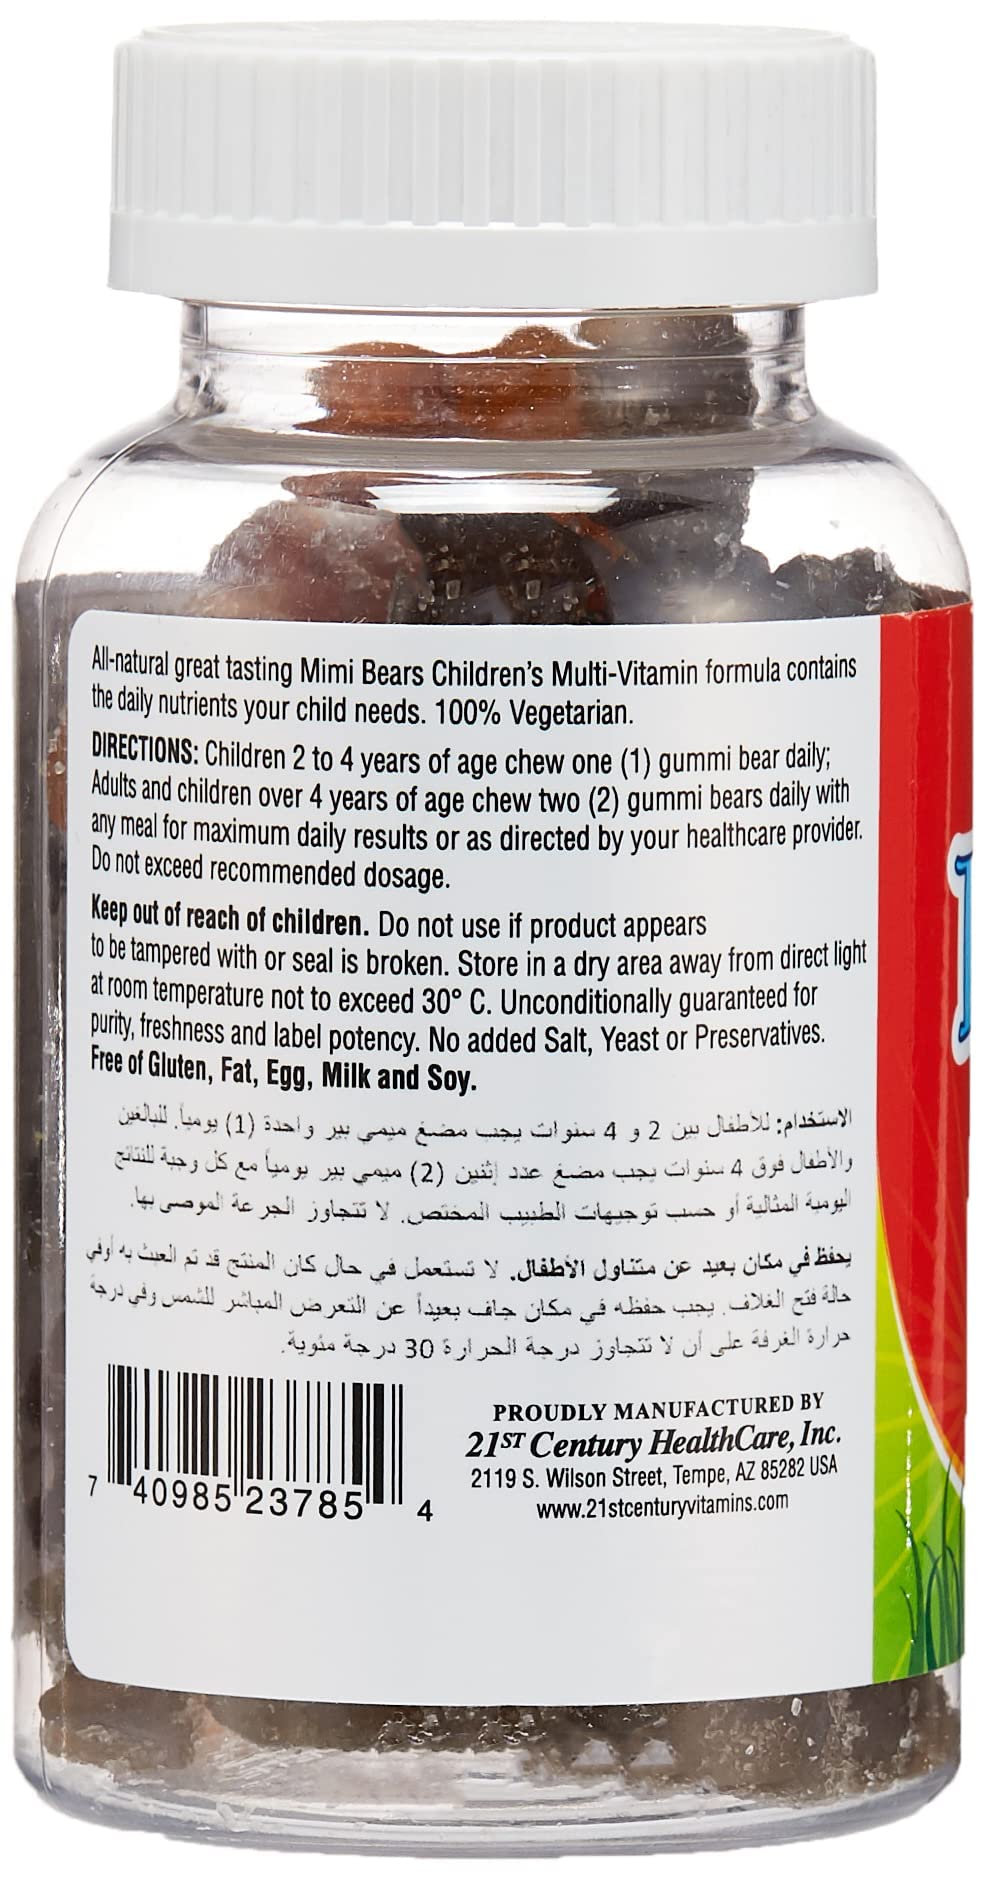 All-natural great tasting Mimi Bears Children's Multi-Vitamin formula contains
the daily nutrients your child needs. 100% Vegetarian.
DIRECTIONS: Children 2 to 4 years of age chew one (1) gummi bear daily;
Adults and children over 4 years of age chew two (2) gummi bears daily with
any meal for maximum daily results or as directed by your healthcare provider.
Do not exceed recommended dosage.
Keep out of reach of children. Do not use if product appears
to be tampered with or seal is broken. Store in a dry area away from direct light
at room temperature not to exceed 30° C. Unconditionally guaranteed for
purity, freshness and label potency. No added Salt, Yeast or Preservatives.
Free of Gluten, Fat, Egg, Milk and Soy.
الاستخدام: للأطفال بين 2 و 4 سنوات يجب مضغ ميمي بير واحدة (1) يومياً. للبالغين
والأطفال فوق 4 سنوات يجب مضغ عدد إثنين (2) ميمي بير يومياً مع كل وجبة للنتائج
اليومية المثالية أو حسب توجيهات الطبيب المختص. لا تتجاوز الجرعة الموصى بها.
يحفظ في مكان بعيد عن متناول الأطفال. لا تستعمل في حال كان المنتج قد تم العبث به أوفي
حالة فتح الغلاف. يجب حفظه في مكان جاف بعيداً عن التعرض المباشر للشمس وفي درجة
حرارة الغرفة على أن لا تتجاوز درجة الحرارة 30 درجة مئوية.
7 40985 23785 4
PROUDLY MANUFACTURED BY
21ST Century HealthCare, Inc.
2119 S. Wilson Street, Tempe, AZ 85282 USA
www.21stcenturyvitamins.com